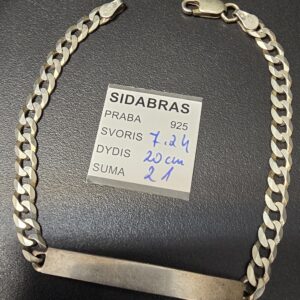 SIDABRAS
PRABA 925
SVORIS 7.24
DYDIS 20cm
SUMA 21